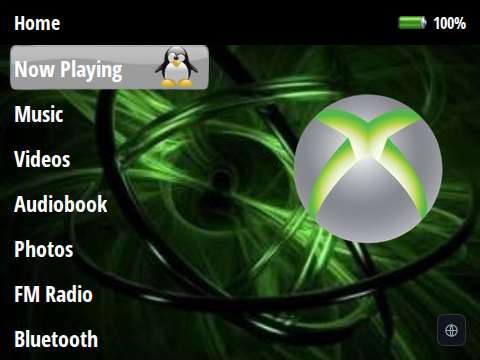 Home
100%
Now Playing
Music
Videos
Audiobook
Photos
FM Radio
Bluetooth